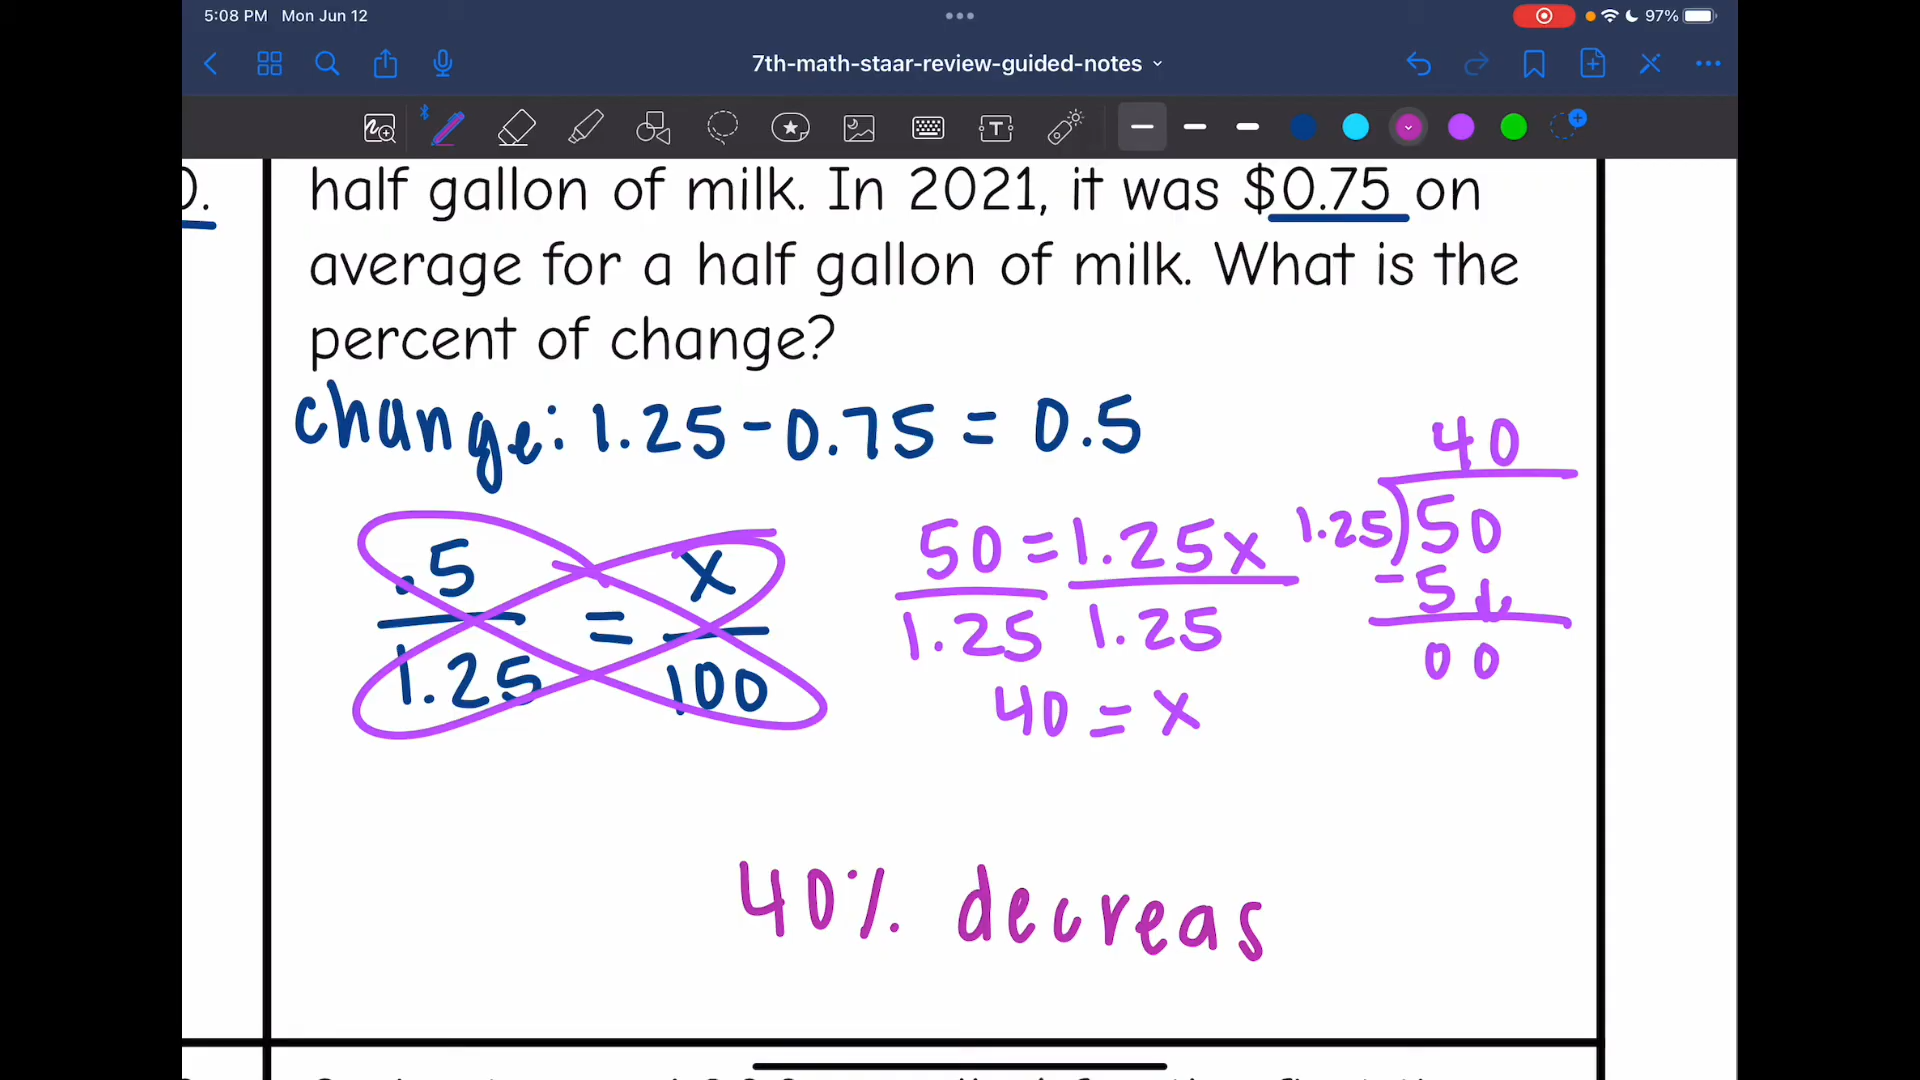 5:08 PM Mon Jun 12
97%
7th-math-staar-review-guided-notes
T
0.
half gallon of milk. In 2021, it was $0.75 on
average for a half gallon of milk. What is the
percent of change?
change: 1.25 - 0.75 = 0.5
.5/1.25 = x/100
50 = 1.25x
1.25 1.25
40 = x
40
1.25)50
-5
00
40% decreas